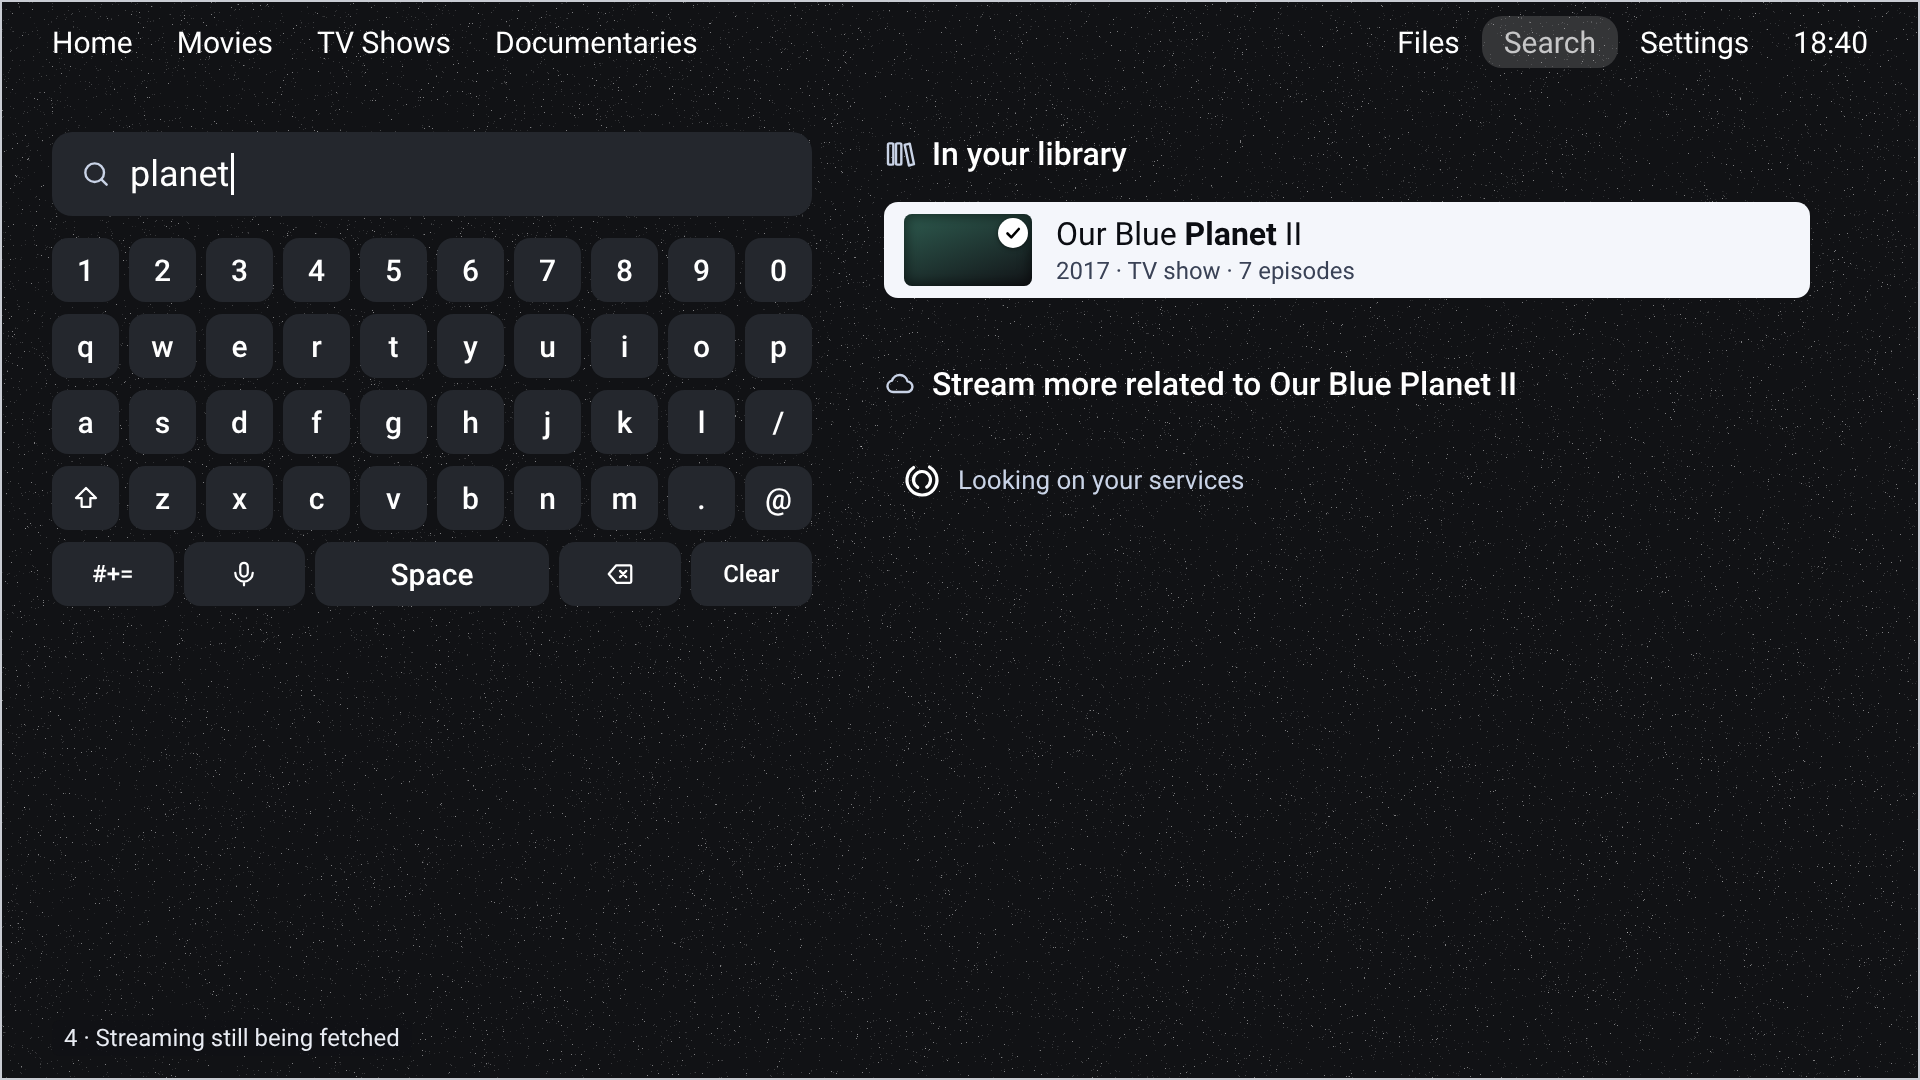 Home Movies TV Shows Documentaries Files Search Settings 18:40
planet
1 2 3 4 5 6 7 8 9 0
q w e r t y u i o p
a s d f g h j k l /
z x c v b n m . @
#+= Space Clear
In your library
Our Blue Planet II
2017 · TV show · 7 episodes
Stream more related to Our Blue Planet II
Looking on your services
4 · Streaming still being fetched